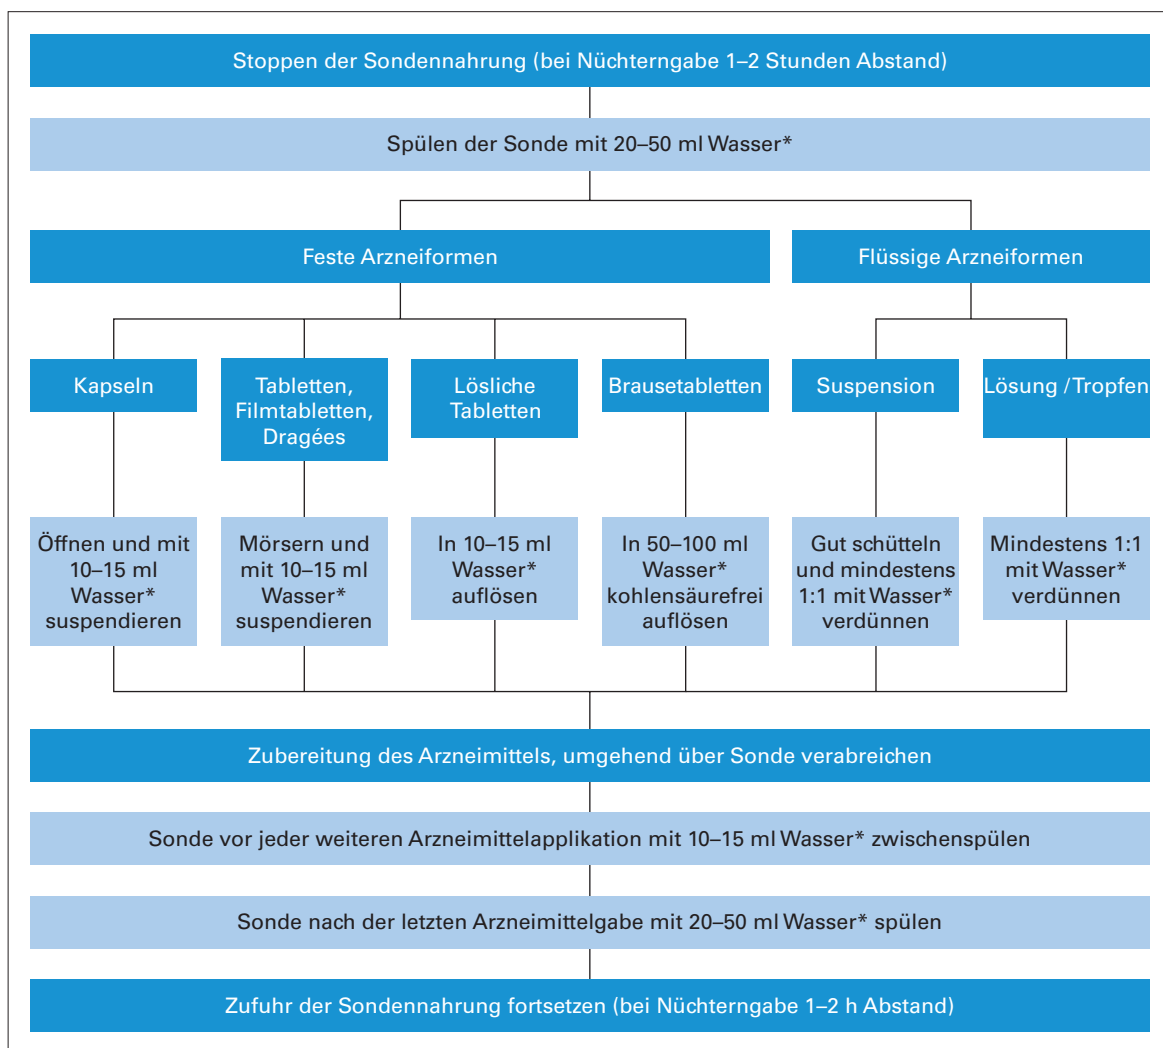 Stoppen der Sondennahrung (bei Nüchterngabe 1–2 Stunden Abstand)
Spülen der Sonde mit 20–50 ml Wasser*
Feste Arzneiformen
Flüssige Arzneiformen
Kapseln
Tabletten,
Filmtabletten,
Dragées
Lösliche
Tabletten
Brausetabletten
Suspension
Lösung / Tropfen
Öffnen und mit
10–15 ml
Wasser*
suspendieren
Mörsern und
mit 10–15 ml
Wasser*
suspendieren
In 10–15 ml
Wasser*
auflösen
In 50–100 ml
Wasser*
kohlensäurefrei
auflösen
Gut schütteln
und mindestens
1:1 mit Wasser*
verdünnen
Mindestens 1:1
mit Wasser*
verdünnen
Zubereitung des Arzneimittels, umgehend über Sonde verabreichen
Sonde vor jeder weiteren Arzneimittelapplikation mit 10–15 ml Wasser* zwischenspülen
Sonde nach der letzten Arzneimittelgabe mit 20–50 ml Wasser* spülen
Zufuhr der Sondennahrung fortsetzen (bei Nüchterngabe 1–2 h Abstand)